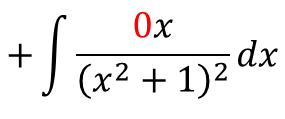 + ∫ 0x / (x² + 1)² dx